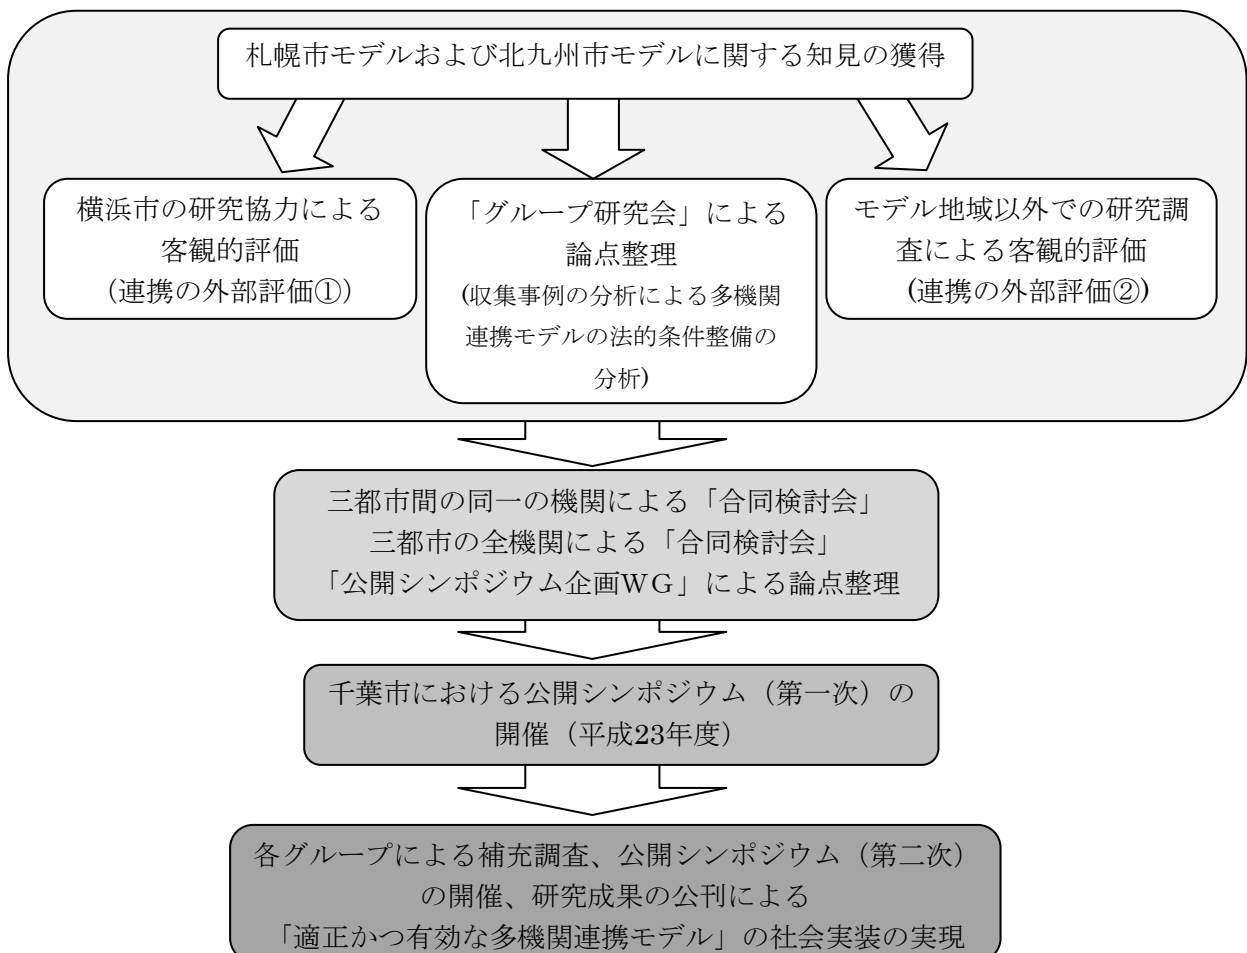 札幌市モデルおよび北九州市モデルに関する知見の獲得
横浜市の研究協力による
客観的評価
（連携の外部評価①）
「グループ研究会」による
論点整理
(収集事例の分析による多機関
連携モデルの法的条件整備の
分析)
モデル地域以外での研究調
査による客観的評価
(連携の外部評価②)
三都市間の同一の機関による「合同検討会」
三都市の全機関による「合同検討会」
「公開シンポジウム企画ＷＧ」による論点整理
千葉市における公開シンポジウム（第一次）の
開催（平成23年度）
各グループによる補充調査、公開シンポジウム（第二次）
の開催、研究成果の公刊による
「適正かつ有効な多機関連携モデル」の社会実装の実現